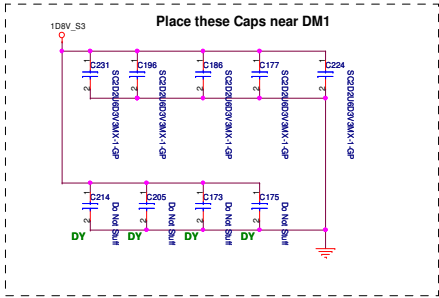 Place these Caps near DM1
1D8V_S3
C231 C196 C186 C177 C224
1 1 1 1 1
2 2 2 2 2
SC2D2U6D3V3MX-1-GP SC2D2U6D3V3MX-1-GP SC2D2U6D3V3MX-1-GP SC2D2U6D3V3MX-1-GP SC2D2U6D3V3MX-1-GP
C214 C205 C173 C175
1 1 1 1
2 2 2 2
Do Not Stuff Do Not Stuff Do Not Stuff Do Not Stuff
DY DY DY DY